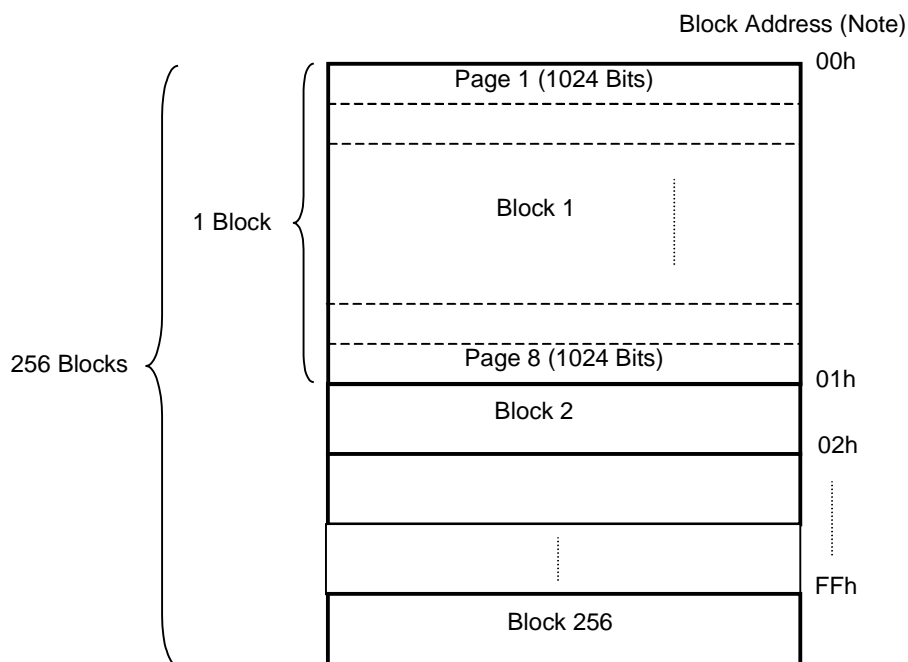 Block Address (Note)
00h
Page 1 (1024 Bits)
1 Block
Block 1
256 Blocks
Page 8 (1024 Bits)
01h
Block 2
02h
FFh
Block 256